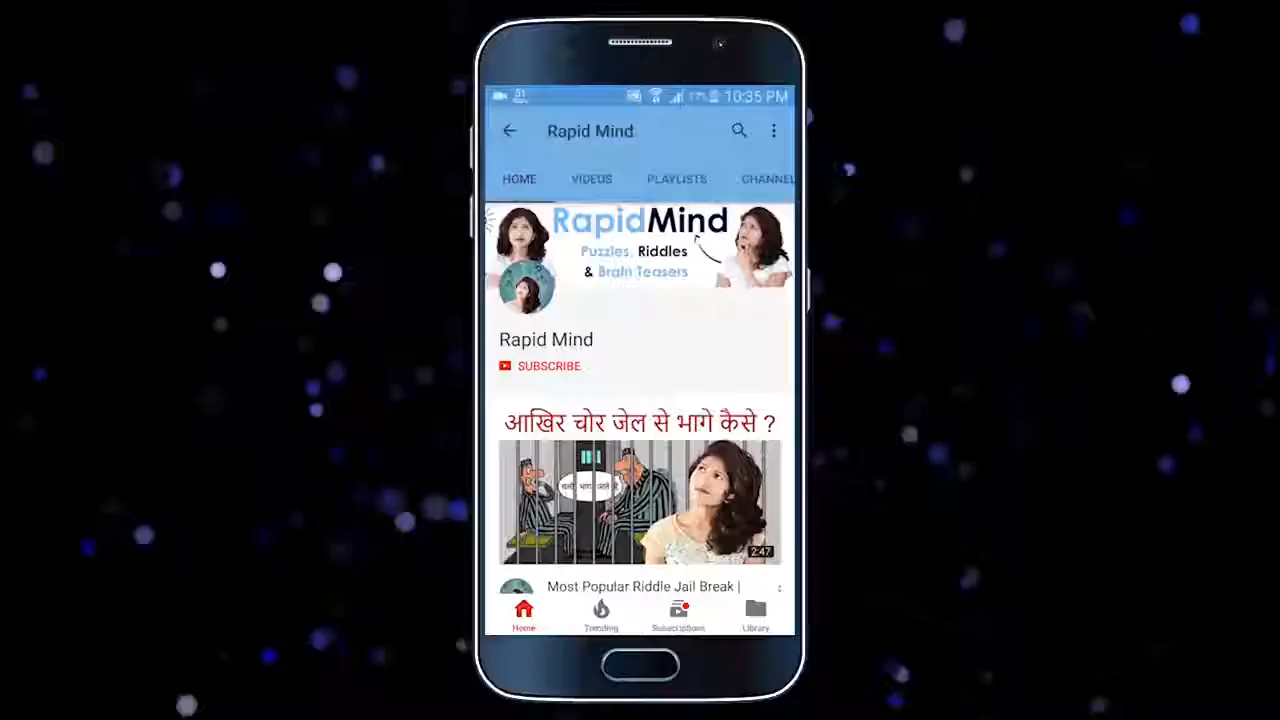 51
10:35 PM
Rapid Mind
HOME VIDEOS PLAYLISTS CHANNEL
RapidMind
Puzzles, Riddles
& Brain Teasers
Rapid Mind
SUBSCRIBE
आखिर चोर जेल से भागे कैसे ?
2:47
Most Popular Riddle Jail Break |
Home Trending Subscriptions Library